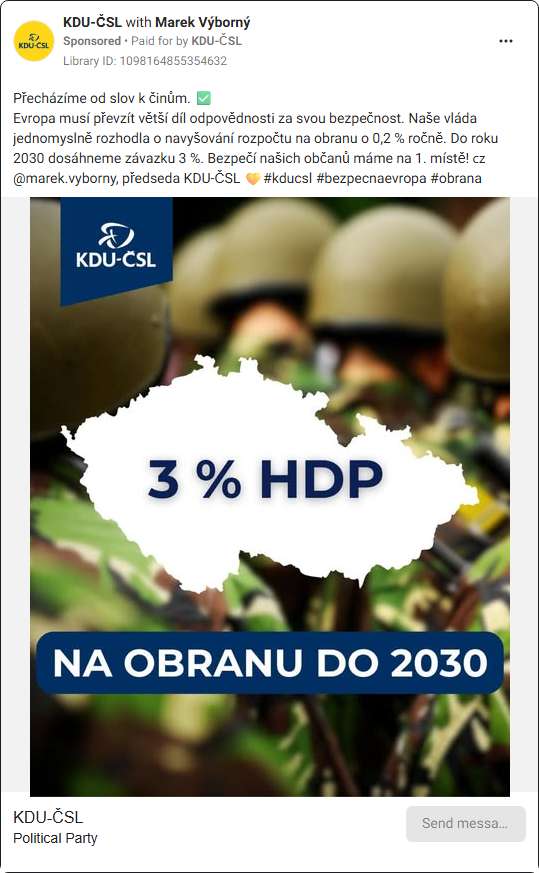 KDU-ČSL with Marek Výborný
Sponsored • Paid for by KDU-ČSL
Library ID: 1098164855354632
Přecházíme od slov k činům. ✅
Evropa musí převzít větší díl odpovědnosti za svou bezpečnost. Naše vláda
jednomyslně rozhodla o navyšování rozpočtu na obranu o 0,2 % ročně. Do roku
2030 dosáhneme závazku 3 %. Bezpečí našich občanů máme na 1. místě! cz
@marek.vyborny, předseda KDU-ČSL 🧡 #kducsl #bezpecnaevropa #obrana
KDU-ČSL
3 % HDP
NA OBRANU DO 2030
KDU-ČSL
Political Party
Send messa...